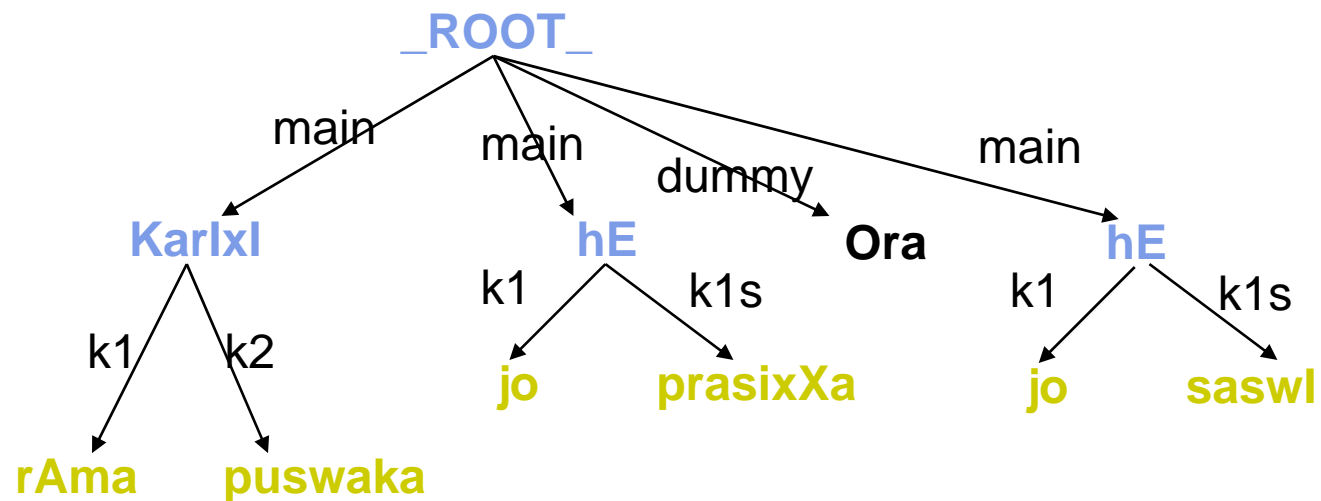 _ROOT_
main main dummy main
KarIxI hE Ora hE
k1 k1s k1 k1s
k1 k2
jo prasixXa jo saswI
rAma puswaka